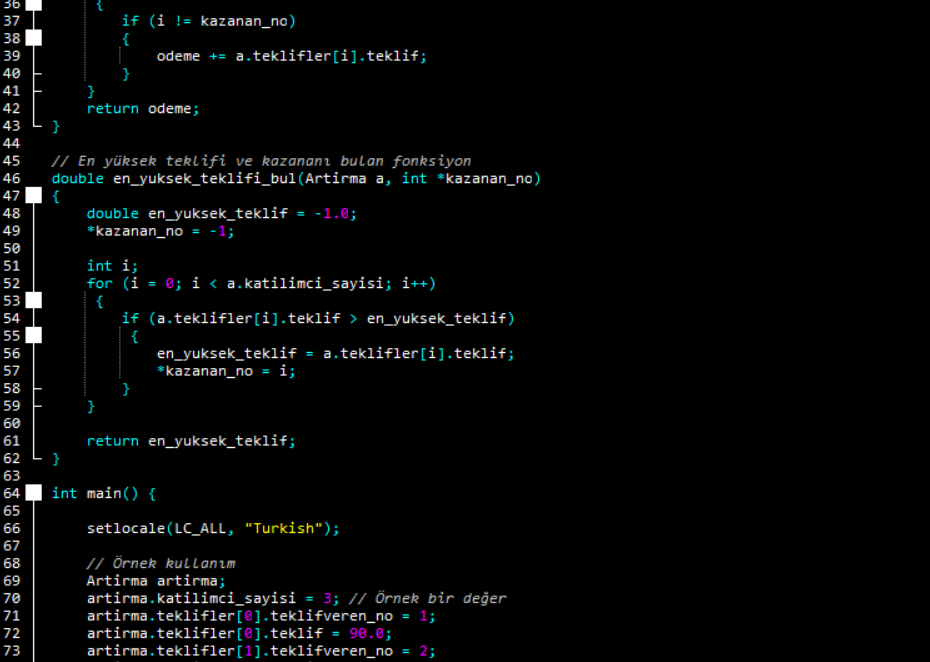 36 {
37 if (i != kazanan_no)
38 {
39 odeme += a.teklifler[i].teklif;
40 }
41 }
42 return odeme;
43 }
44
45 // En yüksek teklifi ve kazananı bulan fonksiyon
46 double en_yuksek_teklifi_bul(Artirma a, int *kazanan_no)
47 {
48 double en_yuksek_teklif = -1.0;
49 *kazanan_no = -1;
50
51 int i;
52 for (i = 0; i < a.katilimci_sayisi; i++)
53 {
54 if (a.teklifler[i].teklif > en_yuksek_teklif)
55 {
56 en_yuksek_teklif = a.teklifler[i].teklif;
57 *kazanan_no = i;
58 }
59 }
60
61 return en_yuksek_teklif;
62 }
63
64 int main() {
65
66 setlocale(LC_ALL, "Turkish");
67
68 // Örnek kullanım
69 Artirma artirma;
70 artirma.katilimci_sayisi = 3; // Örnek bir değer
71 artirma.teklifler[0].teklifveren_no = 1;
72 artirma.teklifler[0].teklif = 90.0;
73 artirma.teklifler[1].teklifveren_no = 2;